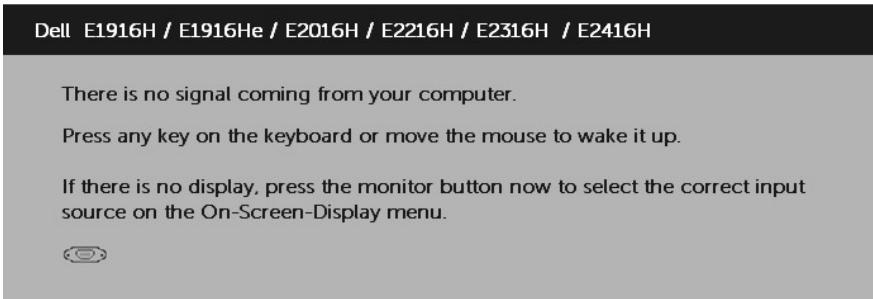 Dell E1916H / E1916He / E2016H / E2216H / E2316H / E2416H
There is no signal coming from your computer.
Press any key on the keyboard or move the mouse to wake it up.
If there is no display, press the monitor button now to select the correct input
source on the On-Screen-Display menu.